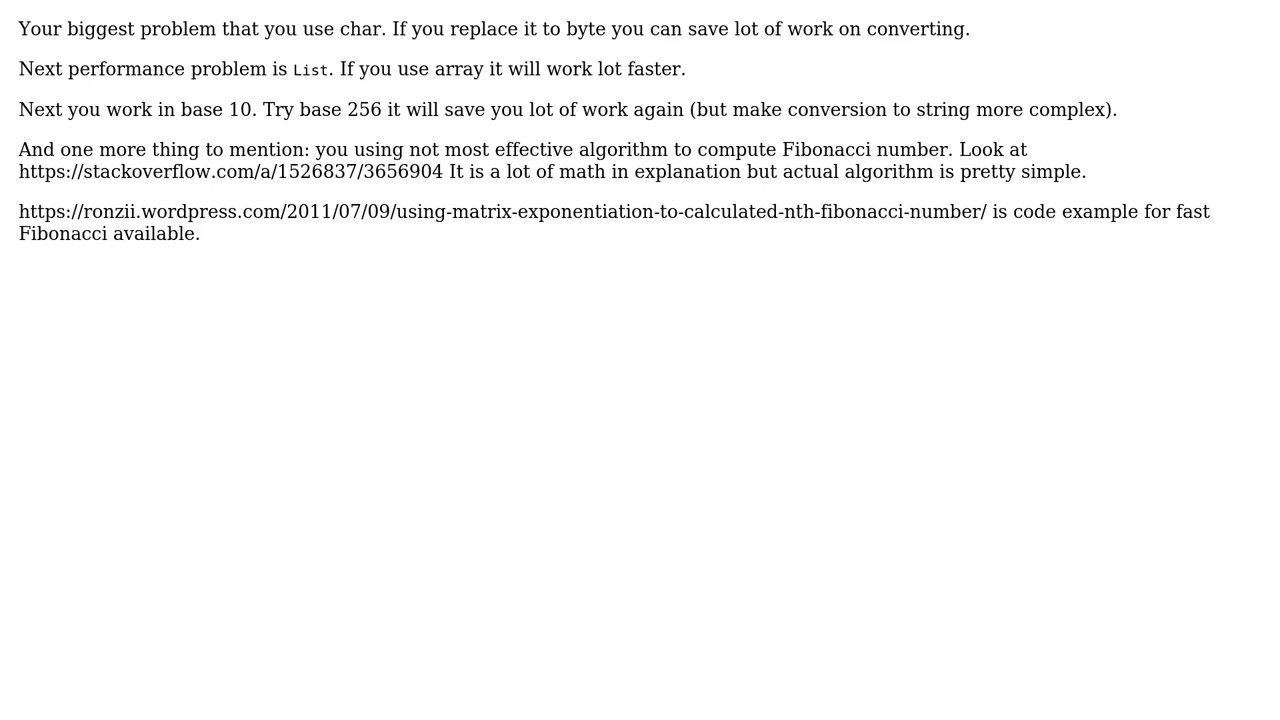 Your biggest problem that you use char. If you replace it to byte you can save lot of work on converting.
Next performance problem is List. If you use array it will work lot faster.
Next you work in base 10. Try base 256 it will save you lot of work again (but make conversion to string more complex).
And one more thing to mention: you using not most effective algorithm to compute Fibonacci number. Look at
https://stackoverflow.com/a/1526837/3656904 It is a lot of math in explanation but actual algorithm is pretty simple.
https://ronzii.wordpress.com/2011/07/09/using-matrix-exponentiation-to-calculated-nth-fibonacci-number/ is code example for fast
Fibonacci available.